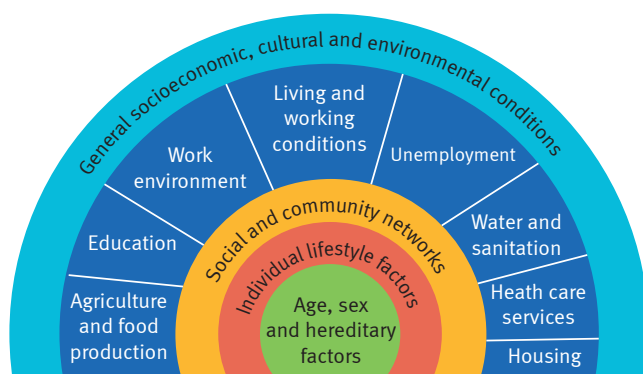 General socioeconomic, cultural and environmental conditions
Living and
working
conditions
Work
environment
Unemployment
Education
Water and
sanitation
Agriculture
and food
production
Heath care
services
Housing
Social and community networks
Individual lifestyle factors
Age, sex
and hereditary
factors